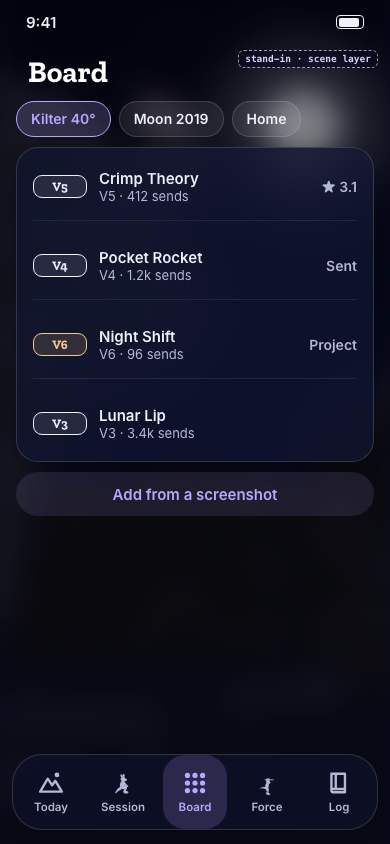 9:41
stand-in · scene layer
Board
Kilter 40°
Moon 2019
Home
V5
Crimp Theory
V5 · 412 sends
★ 3.1
V4
Pocket Rocket
V4 · 1.2k sends
Sent
V6
Night Shift
V6 · 96 sends
Project
V3
Lunar Lip
V3 · 3.4k sends
Add from a screenshot
Today
Session
Board
Force
Log